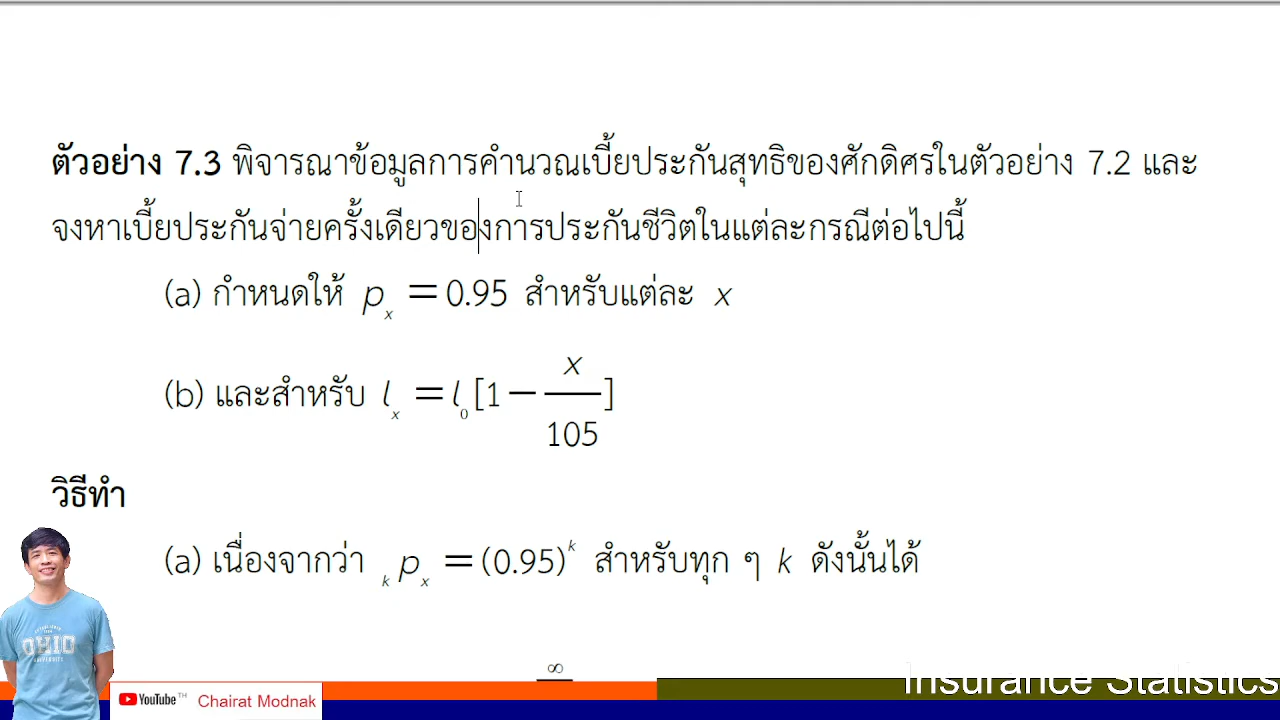 ตัวอย่าง 7.3 พิจารณาข้อมูลการคำนวณเบี้ยประกันสุทธิของศักดิศรในตัวอย่าง 7.2 และ
จงหาเบี้ยประกันจ่ายครั้งเดียวของการประกันชีวิตในแต่ละกรณีต่อไปนี้
(a) กำหนดให้ pₓ = 0.95 สำหรับแต่ละ x
(b) และสำหรับ lₓ = l₀ [1 − x/105]
วิธีทำ
(a) เนื่องจากว่า ₖpₓ = (0.95)ᵏ สำหรับทุก ๆ k ดังนั้นได้
∞
OHIO
UNIVERSITY
YouTube TH Chairat Modnak
Insurance Statistics